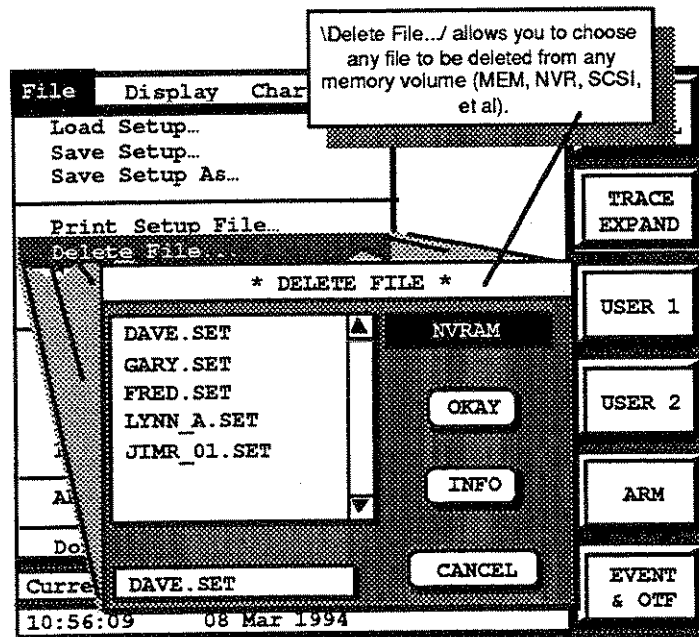 \Delete File.../ allows you to choose
any file to be deleted from any
memory volume (MEM, NVR, SCSI,
et al).
File Display Char
Load Setup…
Save Setup…
Save Setup As…
Print Setup File…
Delete File...
* DELETE FILE *
DAVE.SET
GARY.SET
FRED.SET
LYNN_A.SET
JIMR_01.SET
DAVE.SET
NVRAM
OKAY
INFO
CANCEL
TRACE
EXPAND
USER 1
USER 2
ARM
EVENT
& OTF
Curre
10:56:09 08 Mar 1994